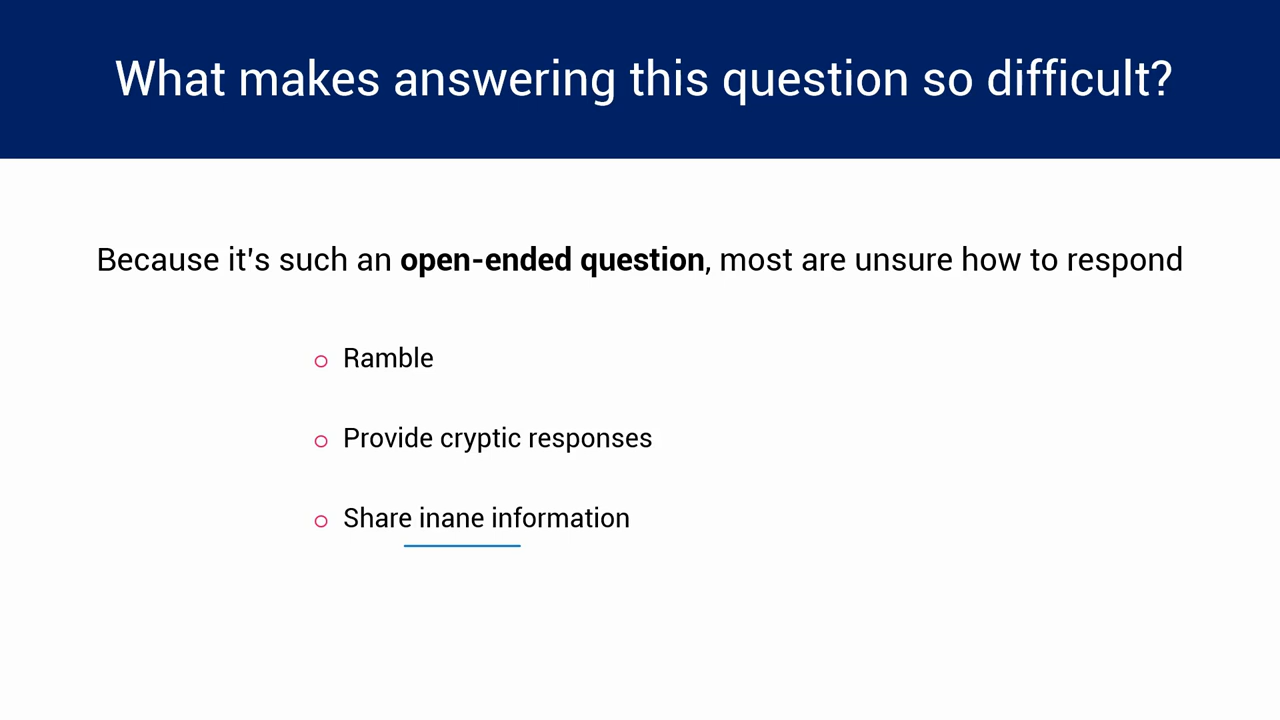 What makes answering this question so difficult?
Because it's such an open-ended question, most are unsure how to respond
Ramble
Provide cryptic responses
Share inane information